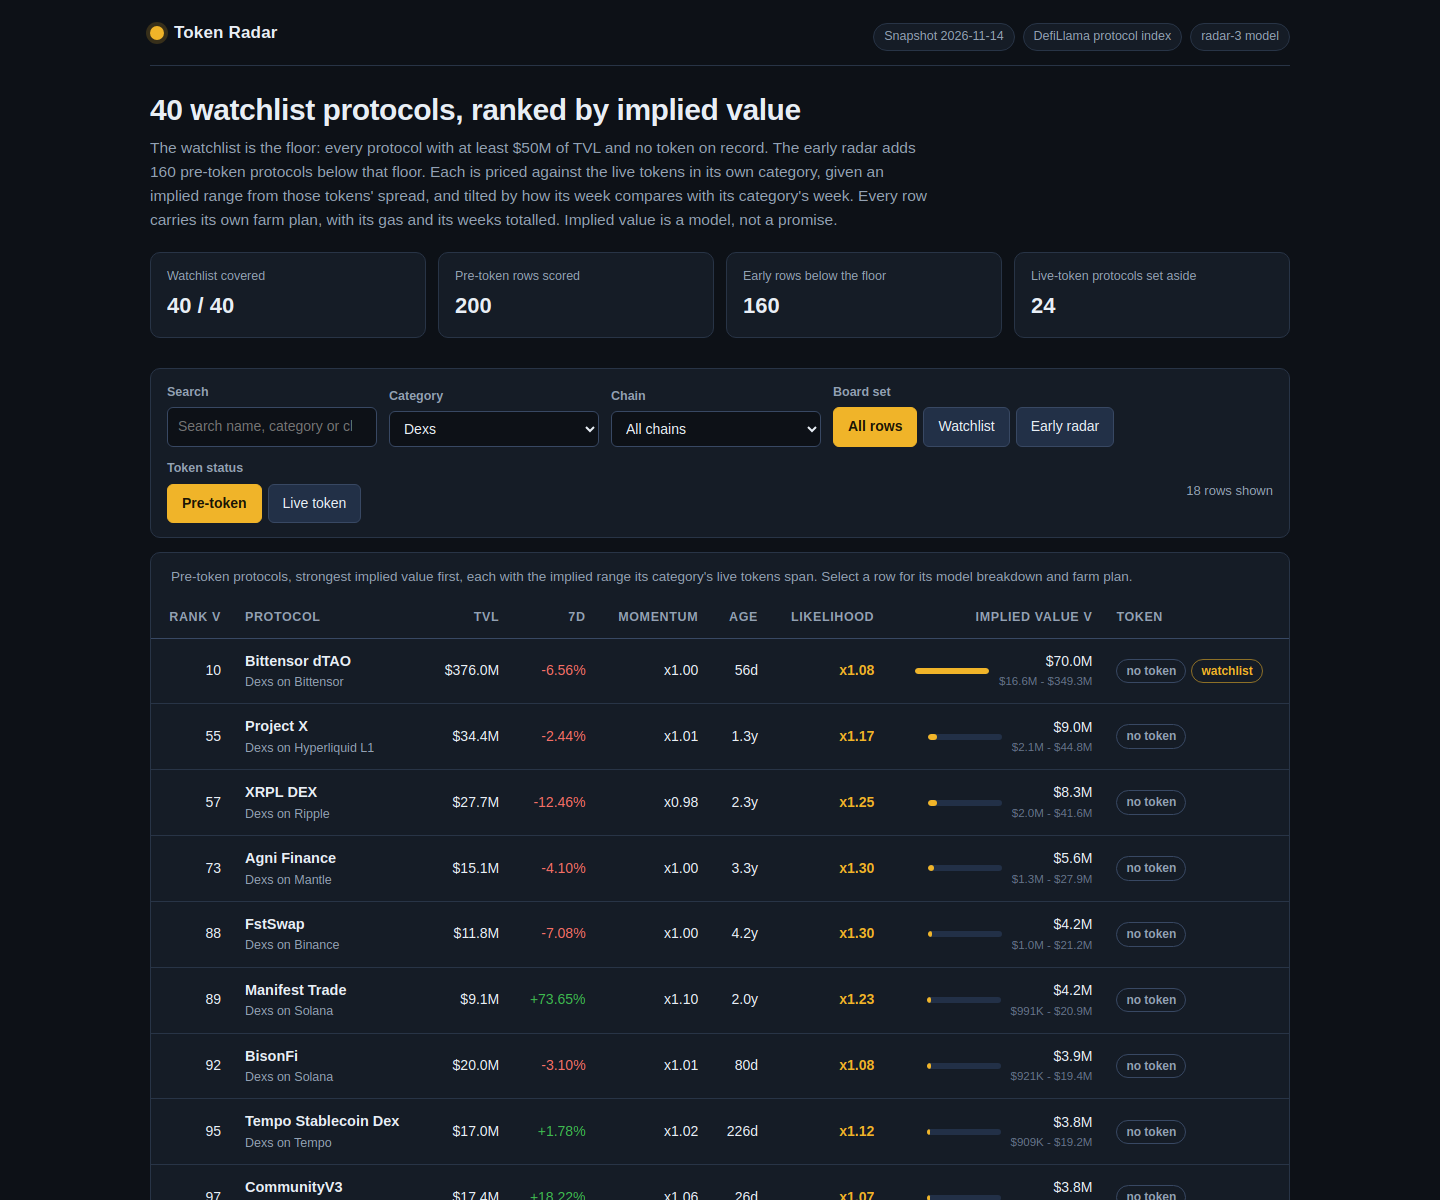 Token Radar
Snapshot 2026-11-14
DefiLlama protocol index
radar-3 model
40 watchlist protocols, ranked by implied value
The watchlist is the floor: every protocol with at least $50M of TVL and no token on record. The early radar adds
160 pre-token protocols below that floor. Each is priced against the live tokens in its own category, given an
implied range from those tokens' spread, and tilted by how its week compares with its category's week. Every row
carries its own farm plan, with its gas and its weeks totalled. Implied value is a model, not a promise.
Watchlist covered
40 / 40
Pre-token rows scored
200
Early rows below the floor
160
Live-token protocols set aside
24
Search
Search name, category or cl
Category
Dexs
Chain
All chains
Board set
All rows
Watchlist
Early radar
Token status
Pre-token
Live token
18 rows shown
Pre-token protocols, strongest implied value first, each with the implied range its category's live tokens span. Select a row for its model breakdown and farm plan.
RANK V PROTOCOL TVL 7D MOMENTUM AGE LIKELIHOOD IMPLIED VALUE V TOKEN
10 Bittensor dTAO $376.0M -6.56% x1.00 56d x1.08 $70.0M no token watchlist
Dexs on Bittensor $16.6M - $349.3M
55 Project X $34.4M -2.44% x1.01 1.3y x1.17 $9.0M no token
Dexs on Hyperliquid L1 $2.1M - $44.8M
57 XRPL DEX $27.7M -12.46% x0.98 2.3y x1.25 $8.3M no token
Dexs on Ripple $2.0M - $41.6M
73 Agni Finance $15.1M -4.10% x1.00 3.3y x1.30 $5.6M no token
Dexs on Mantle $1.3M - $27.9M
88 FstSwap $11.8M -7.08% x1.00 4.2y x1.30 $4.2M no token
Dexs on Binance $1.0M - $21.2M
89 Manifest Trade $9.1M +73.65% x1.10 2.0y x1.23 $4.2M no token
Dexs on Solana $991K - $20.9M
92 BisonFi $20.0M -3.10% x1.01 80d x1.08 $3.9M no token
Dexs on Solana $921K - $19.4M
95 Tempo Stablecoin Dex $17.0M +1.78% x1.02 226d x1.12 $3.8M no token
Dexs on Tempo $909K - $19.2M
97 CommunityV3 $17.4M +18.22% x1.06 26d x1.07 $3.8M no token